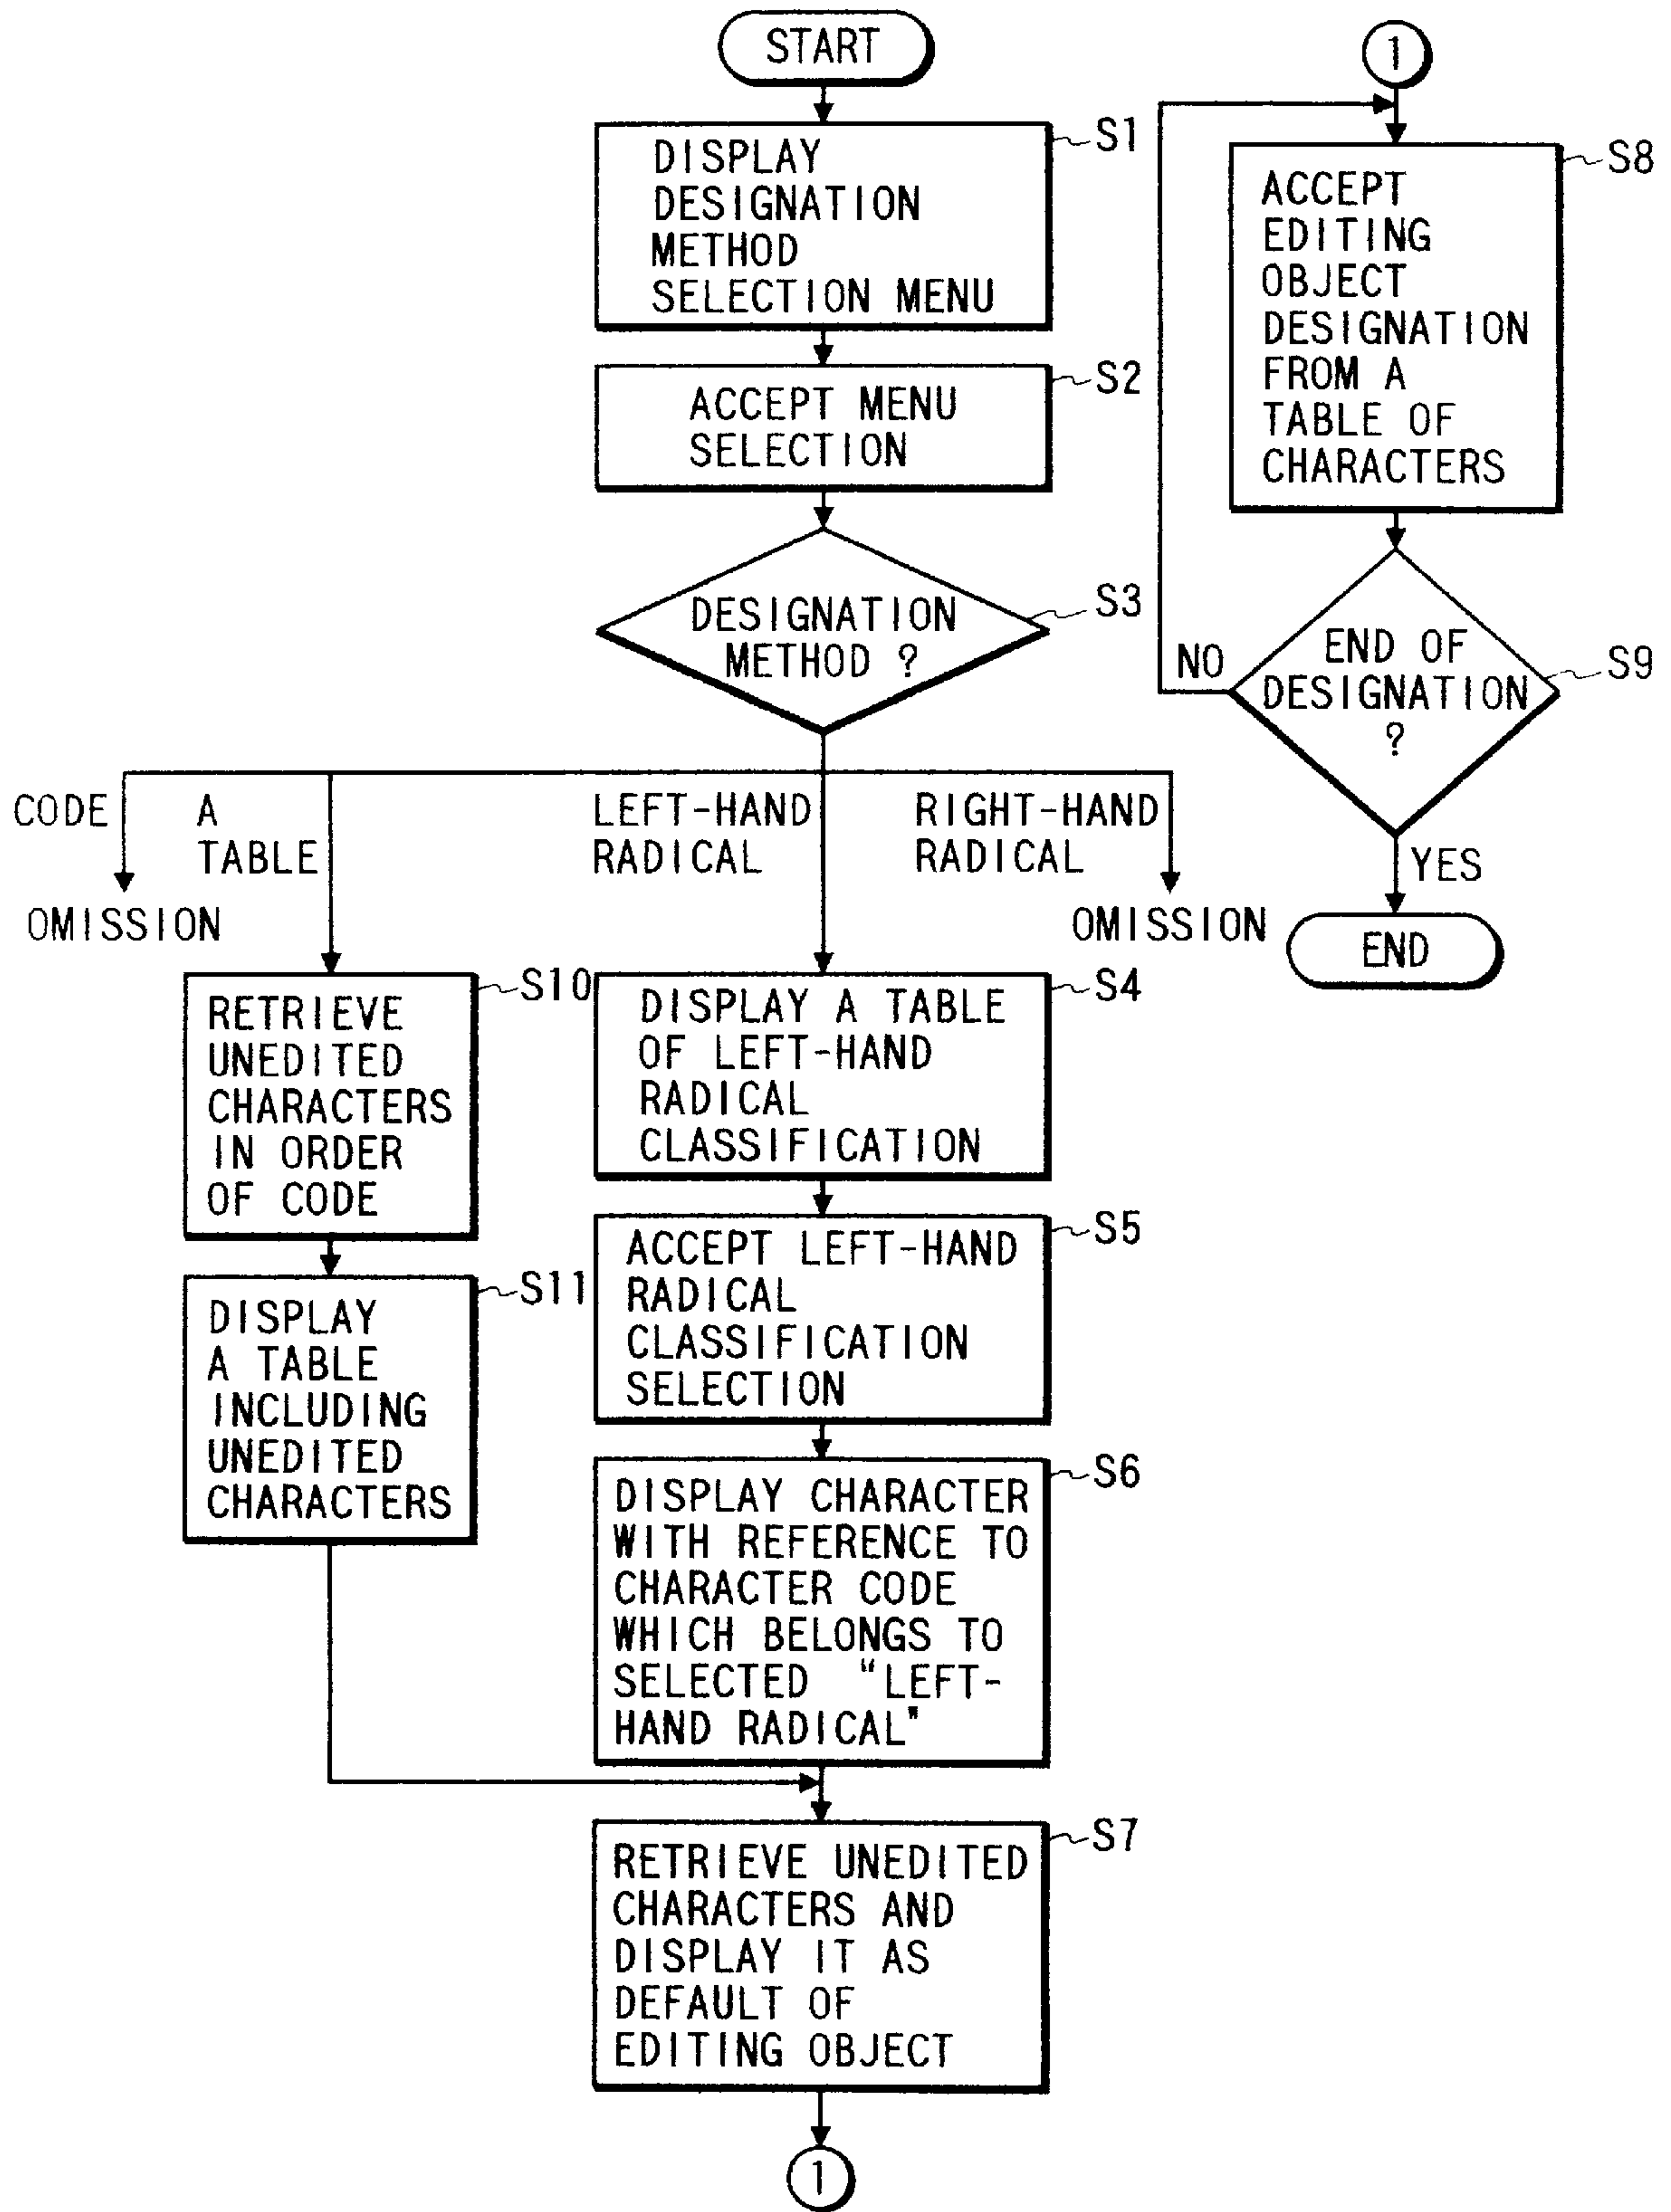 START
S1
DISPLAY
DESIGNATION
METHOD
SELECTION MENU
S2
ACCEPT MENU
SELECTION
S3
DESIGNATION
METHOD ?
CODE
OMISSION
A
TABLE
LEFT-HAND
RADICAL
RIGHT-HAND
RADICAL
OMISSION
S10
RETRIEVE
UNEDITED
CHARACTERS
IN ORDER
OF CODE
S11
DISPLAY
A TABLE
INCLUDING
UNEDITED
CHARACTERS
S4
DISPLAY A TABLE
OF LEFT-HAND
RADICAL
CLASSIFICATION
S5
ACCEPT LEFT-HAND
RADICAL
CLASSIFICATION
SELECTION
S6
DISPLAY CHARACTER
WITH REFERENCE TO
CHARACTER CODE
WHICH BELONGS TO
SELECTED "LEFT-
HAND RADICAL"
S7
RETRIEVE UNEDITED
CHARACTERS AND
DISPLAY IT AS
DEFAULT OF
EDITING OBJECT
1
1
S8
ACCEPT
EDITING
OBJECT
DESIGNATION
FROM A
TABLE OF
CHARACTERS
S9
END OF
DESIGNATION
?
NO
YES
END